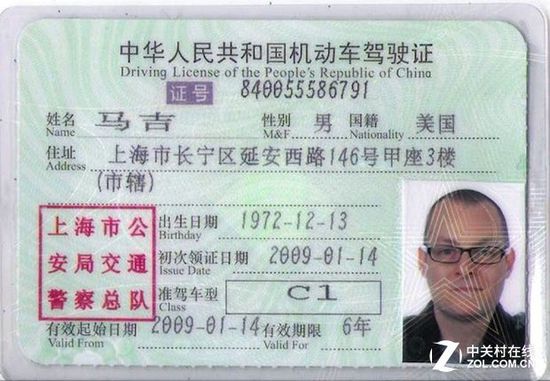 中华人民共和国机动车驾驶证
Driving License of the People's Republic of China
证号 840055586791
姓名 马吉 性别 男 国籍 美国
Name M&F Nationality
住址 上海市长宁区延安西路146号甲座3楼
Address (市辖)
上海市公
安局交通
警察总队
出生日期 1972-12-13
Birthday
初次领证日期 2009-01-14
Issue Date
准驾车型 C1
Class
有效起始日期 2009-01-14 有效期限 6年
Valid From Valid For
中关村在线
ZOL.COM.CN